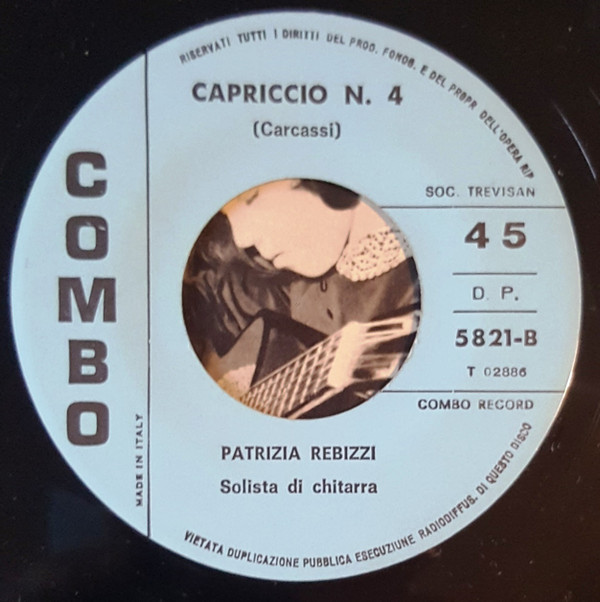 RISERVATI TUTTI I DIRITTI DEL PROD. FONOG. E DEL PROPR. DELL'OPERA RIP
CAPRICCIO N. 4
(Carcassi)
SOC. TREVISAN
COMBO
45
D. P.
5821-B
T 02886
COMBO RECORD
MADE IN ITALY
PATRIZIA REBIZZI
Solista di chitarra
VIETATA DUPLICAZIONE PUBBLICA ESECUZIUNE RADIODIFFUS. DI QUESTO DISCO